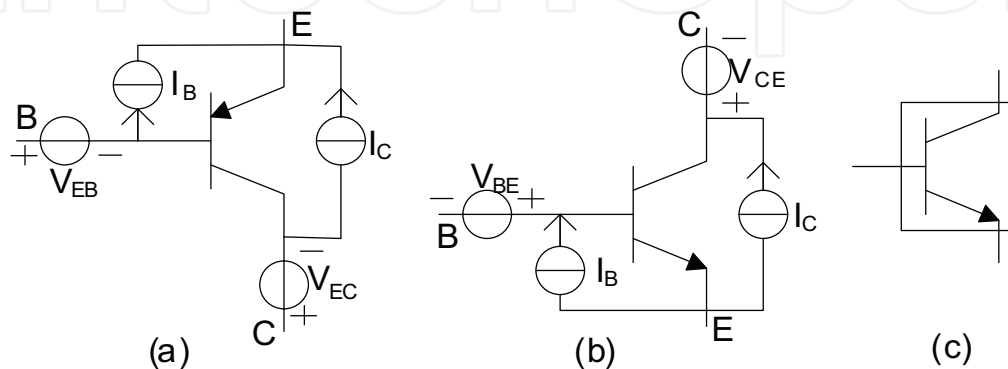 E
I_B
B
+ −
V_EB
I_C
−
V_EC
+
C
(a)
C
−
V_CE
+
V_BE
− +
B
I_C
I_B
E
(b)
(c)